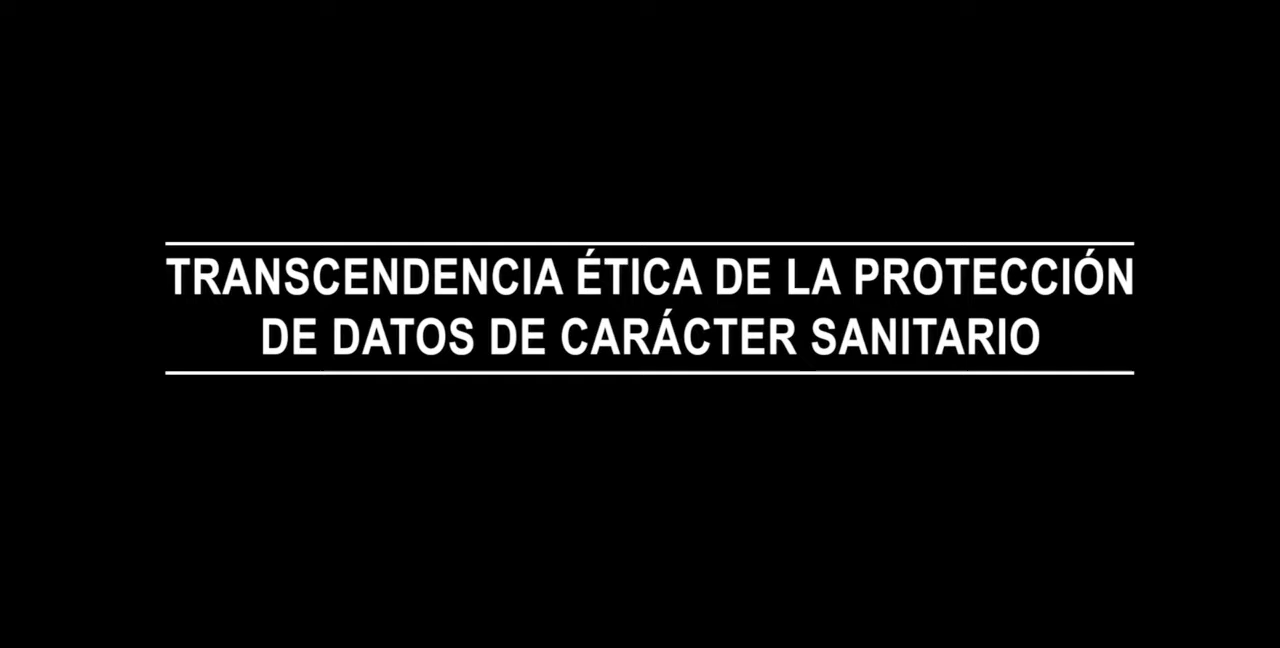 TRANSCENDENCIA ÉTICA DE LA PROTECCIÓN
DE DATOS DE CARÁCTER SANITARIO